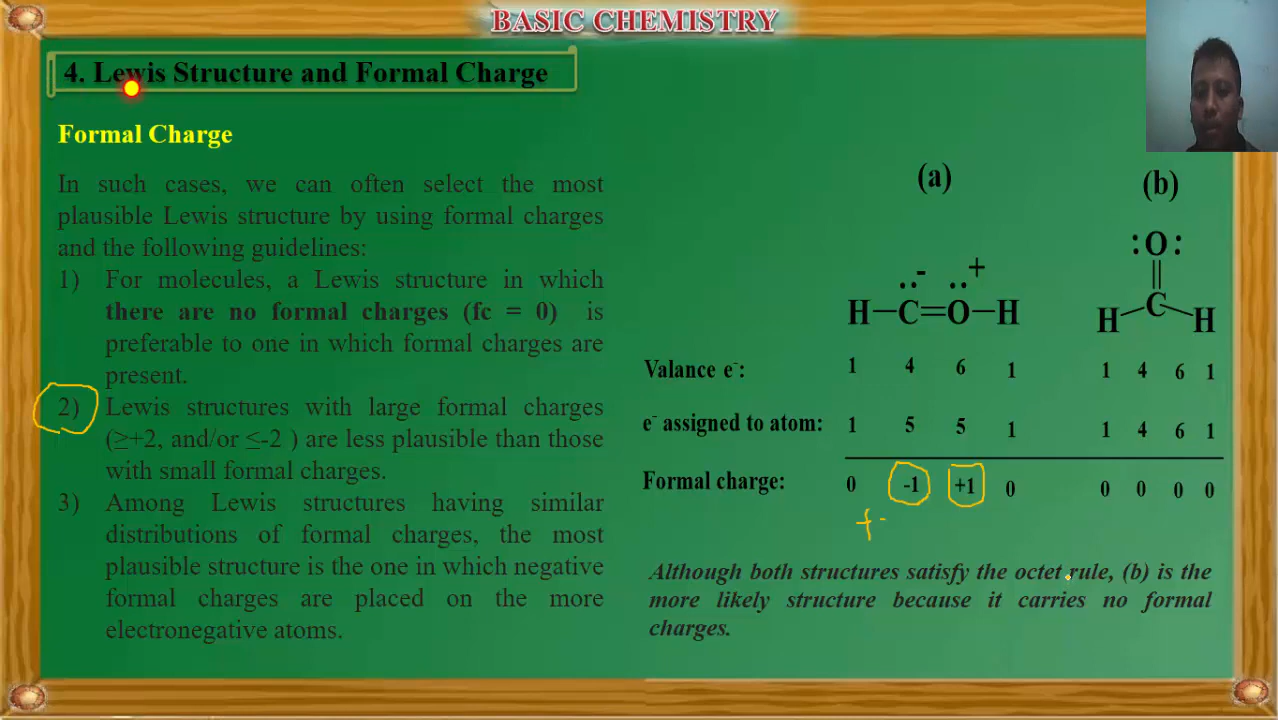 BASIC CHEMISTRY
4. Lewis Structure and Formal Charge
Formal Charge
In such cases, we can often select the most
plausible Lewis structure by using formal charges
and the following guidelines:
1) For molecules, a Lewis structure in which
there are no formal charges (fc = 0) is
preferable to one in which formal charges are
present.
2) Lewis structures with large formal charges
(≥+2, and/or ≤-2 ) are less plausible than those
with small formal charges.
3) Among Lewis structures having similar
distributions of formal charges, the most
plausible structure is the one in which negative
formal charges are placed on the more
electronegative atoms.
(a) (b)
:O:
- +
H—C=O—H
H C H
Valance e⁻: 1 4 6 1 1 4 6 1
e⁻ assigned to atom: 1 5 5 1 1 4 6 1
Formal charge: 0 -1 +1 0 0 0 0 0
+
Although both structures satisfy the octet rule, (b) is the
more likely structure because it carries no formal
charges.